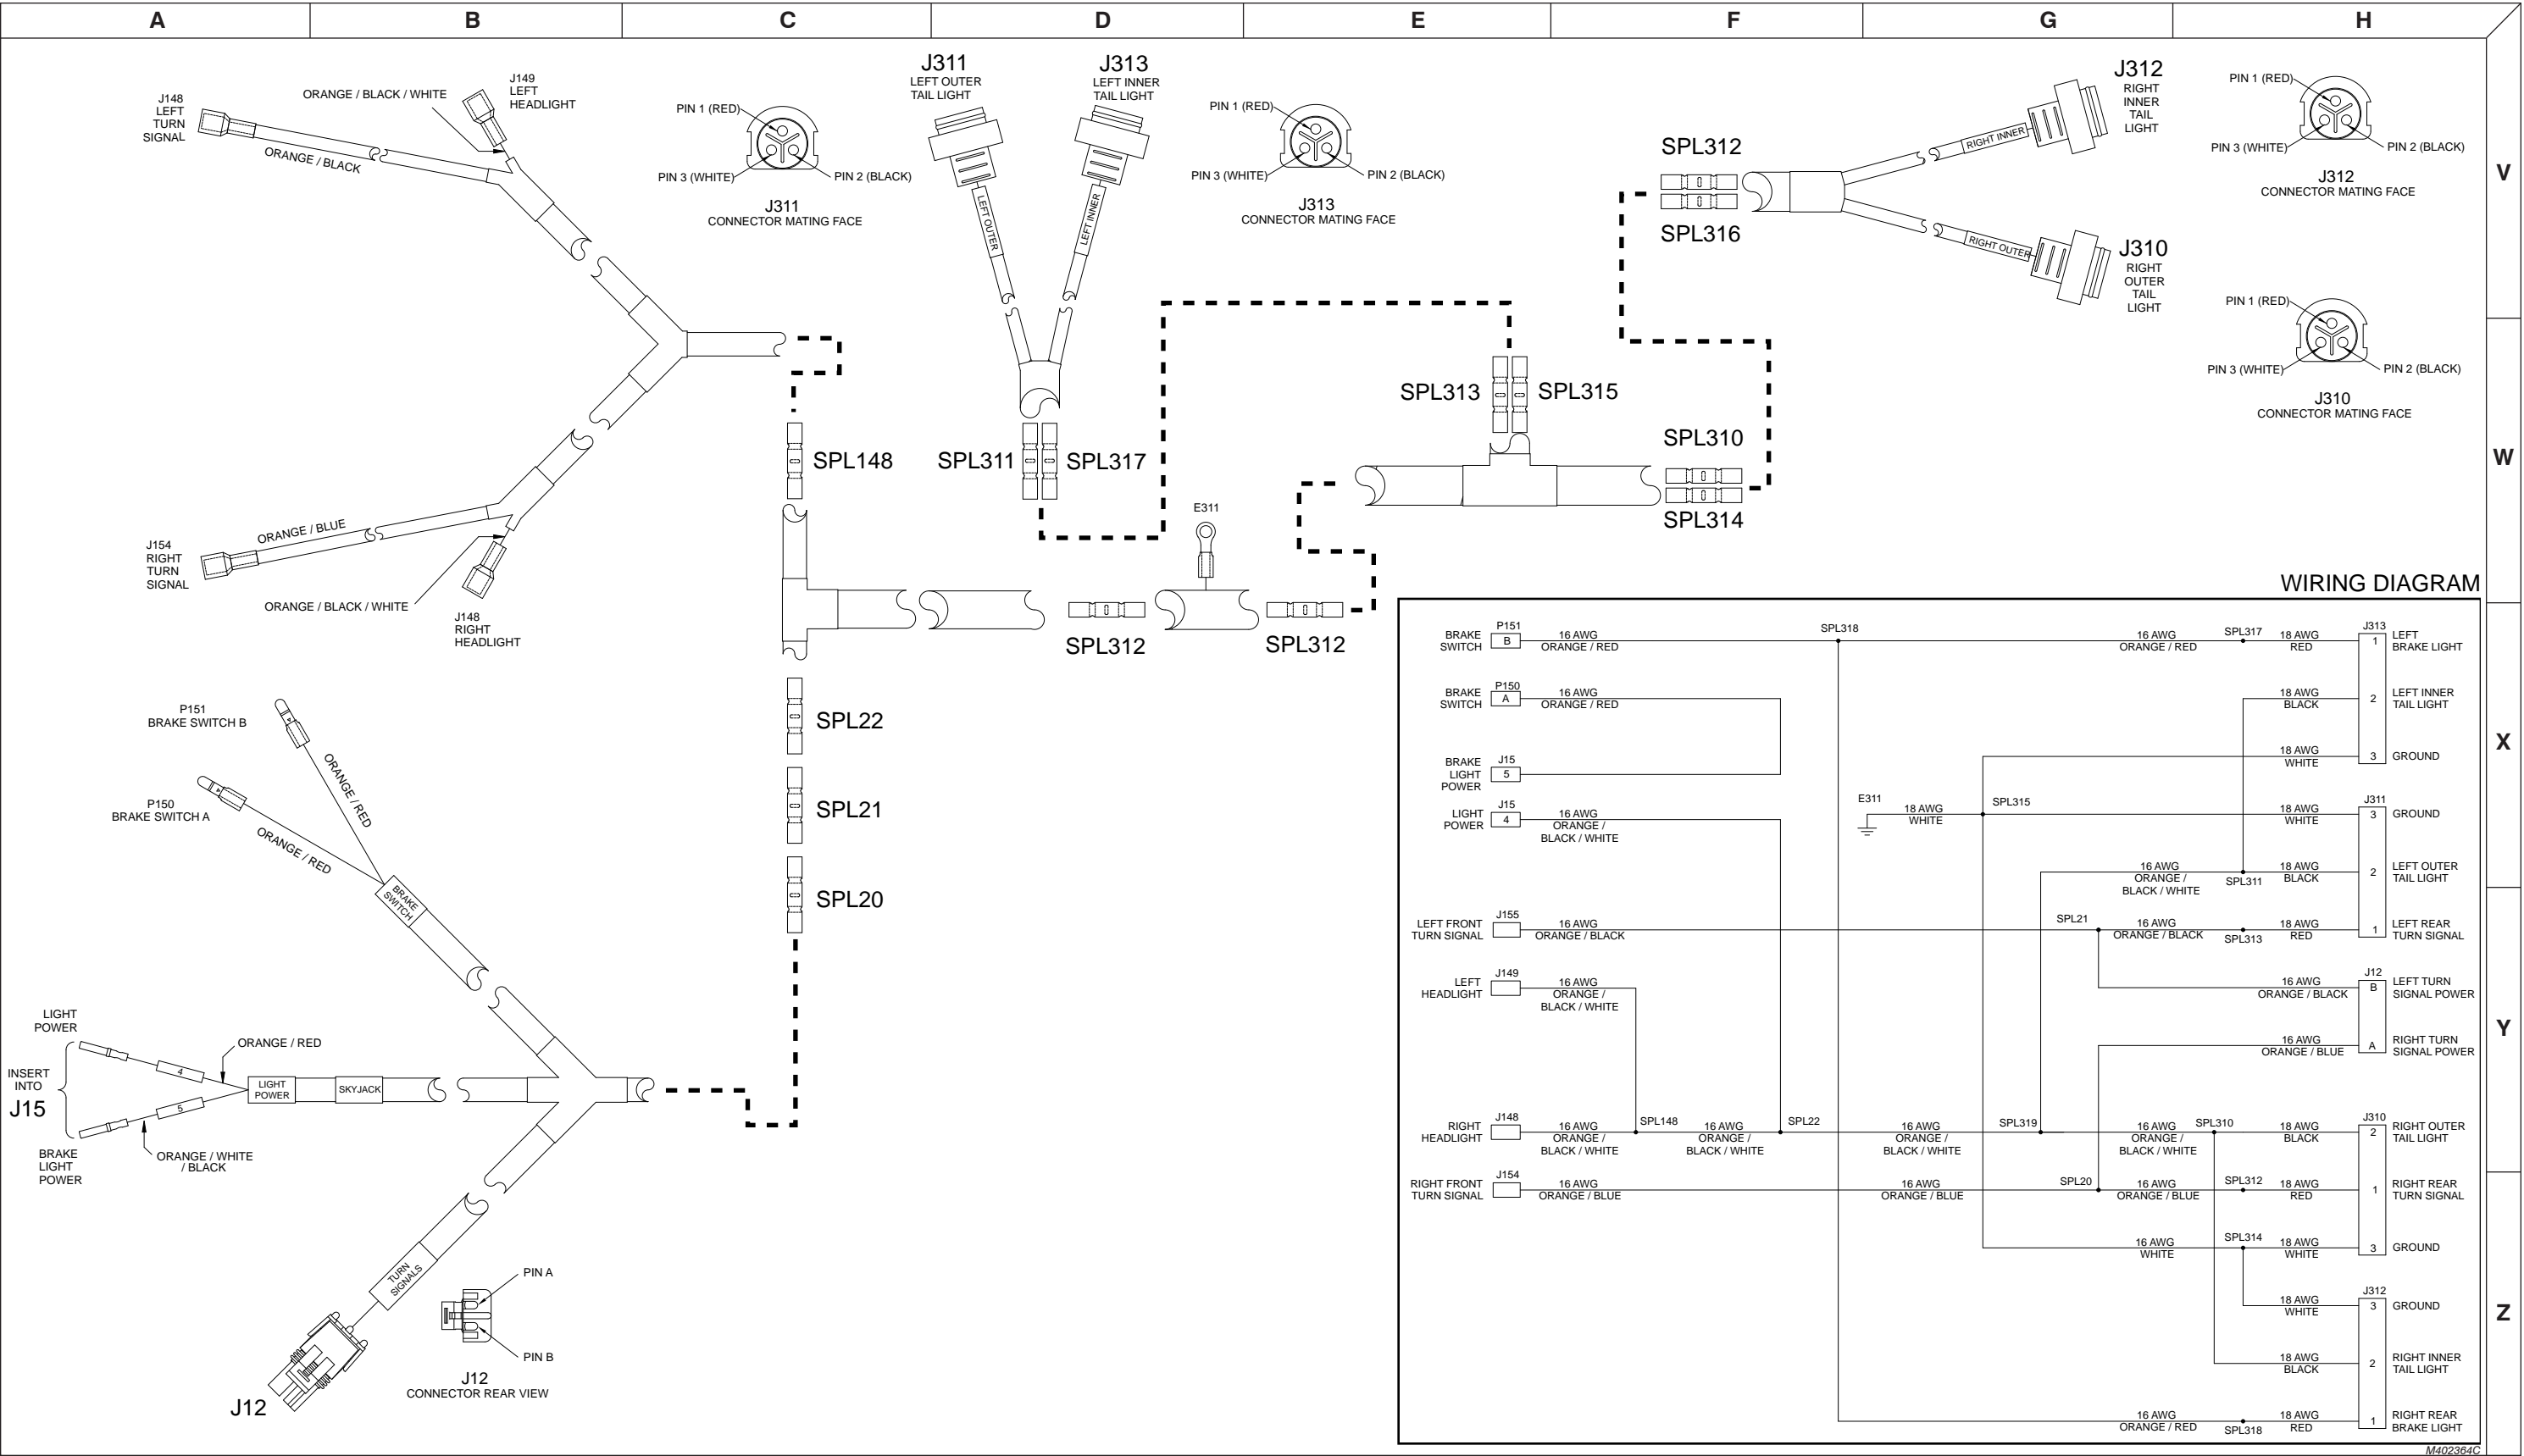 A B C D E F G H
V
W
X
Y
Z
J148
LEFT
TURN
SIGNAL
ORANGE / BLACK / WHITE
J149
LEFT
HEADLIGHT
ORANGE / BLACK
J154
RIGHT
TURN
SIGNAL
ORANGE / BLUE
ORANGE / BLACK / WHITE
J148
RIGHT
HEADLIGHT
PIN 1 (RED)
PIN 3 (WHITE)
PIN 2 (BLACK)
J311
CONNECTOR MATING FACE
J311
LEFT OUTER
TAIL LIGHT
J313
LEFT INNER
TAIL LIGHT
LEFT OUTER
LEFT INNER
PIN 1 (RED)
PIN 3 (WHITE)
PIN 2 (BLACK)
J313
CONNECTOR MATING FACE
SPL312
SPL316
RIGHT INNER
RIGHT OUTER
J312
RIGHT
INNER
TAIL
LIGHT
J310
RIGHT
OUTER
TAIL
LIGHT
PIN 1 (RED)
PIN 3 (WHITE)
PIN 2 (BLACK)
J312
CONNECTOR MATING FACE
PIN 1 (RED)
PIN 3 (WHITE)
PIN 2 (BLACK)
J310
CONNECTOR MATING FACE
SPL148
SPL311
SPL317
SPL313
SPL315
SPL310
SPL314
E311
SPL312
SPL312
SPL22
SPL21
SPL20
P151
BRAKE SWITCH B
P150
BRAKE SWITCH A
ORANGE / RED
ORANGE / RED
BRAKE
SWITCH
LIGHT
POWER
INSERT
INTO
J15
BRAKE
LIGHT
POWER
4
5
ORANGE / RED
ORANGE / WHITE
/ BLACK
LIGHT
POWER
SKYJACK
TURN
SIGNALS
J12
PIN A
PIN B
J12
CONNECTOR REAR VIEW
WIRING DIAGRAM
BRAKE
SWITCH
P151
B
16 AWG
ORANGE / RED
SPL318
16 AWG
ORANGE / RED
SPL317
18 AWG
RED
J313
1
LEFT
BRAKE LIGHT
BRAKE
SWITCH
P150
A
16 AWG
ORANGE / RED
18 AWG
BLACK
2
LEFT INNER
TAIL LIGHT
BRAKE
LIGHT
POWER
J15
5
18 AWG
WHITE
3
GROUND
LIGHT
POWER
J15
4
16 AWG
ORANGE /
BLACK / WHITE
E311
18 AWG
WHITE
SPL315
18 AWG
WHITE
J311
3
GROUND
16 AWG
ORANGE /
BLACK / WHITE
SPL311
18 AWG
BLACK
2
LEFT OUTER
TAIL LIGHT
LEFT FRONT
TURN SIGNAL
J155
16 AWG
ORANGE / BLACK
SPL21
16 AWG
ORANGE / BLACK
SPL313
18 AWG
RED
1
LEFT REAR
TURN SIGNAL
LEFT
HEADLIGHT
J149
16 AWG
ORANGE /
BLACK / WHITE
16 AWG
ORANGE / BLACK
J12
B
LEFT TURN
SIGNAL POWER
16 AWG
ORANGE / BLUE
A
RIGHT TURN
SIGNAL POWER
RIGHT
HEADLIGHT
J148
16 AWG
ORANGE /
BLACK / WHITE
SPL148
16 AWG
ORANGE /
BLACK / WHITE
SPL22
16 AWG
ORANGE /
BLACK / WHITE
SPL319
16 AWG
ORANGE /
BLACK / WHITE
SPL310
18 AWG
BLACK
J310
2
RIGHT OUTER
TAIL LIGHT
RIGHT FRONT
TURN SIGNAL
J154
16 AWG
ORANGE / BLUE
16 AWG
ORANGE / BLUE
SPL20
16 AWG
ORANGE / BLUE
SPL312
18 AWG
RED
1
RIGHT REAR
TURN SIGNAL
16 AWG
WHITE
SPL314
18 AWG
WHITE
3
GROUND
18 AWG
WHITE
J312
3
GROUND
18 AWG
BLACK
2
RIGHT INNER
TAIL LIGHT
16 AWG
ORANGE / RED
SPL318
18 AWG
RED
1
RIGHT REAR
BRAKE LIGHT
M402364C